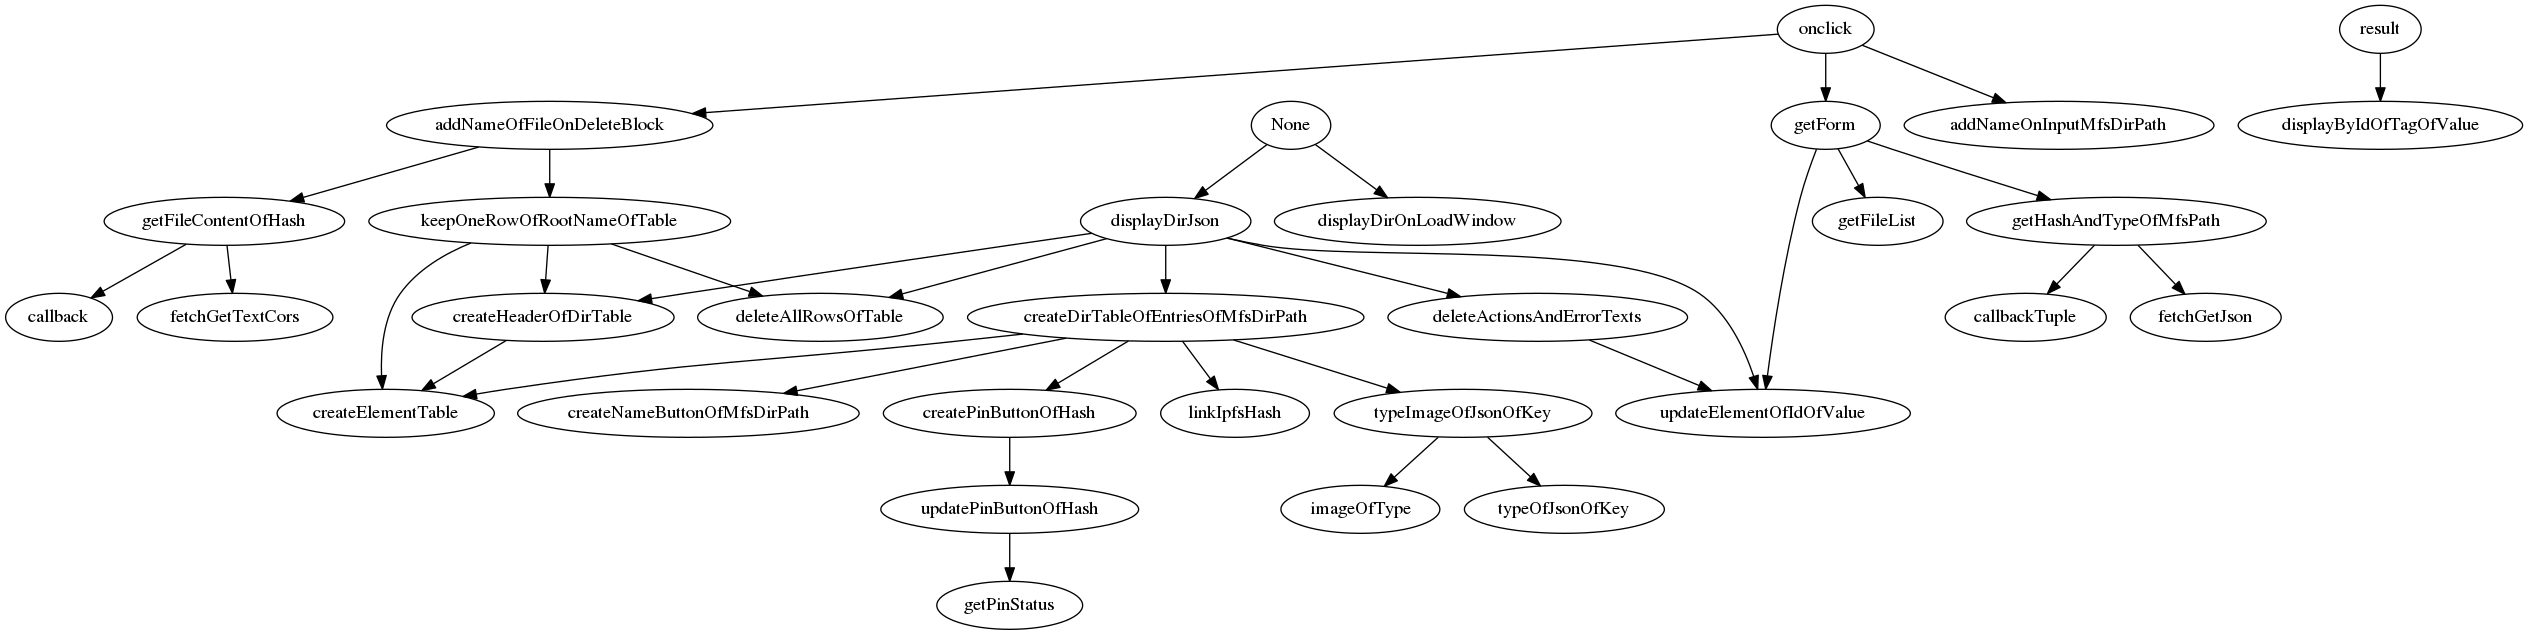 onclick
result
addNameOfFileOnDeleteBlock
None
getForm
addNameOnInputMfsDirPath
displayByIdOfTagOfValue
getFileContentOfHash
keepOneRowOfRootNameOfTable
displayDirJson
displayDirOnLoadWindow
getFileList
getHashAndTypeOfMfsPath
callback
fetchGetTextCors
createHeaderOfDirTable
deleteAllRowsOfTable
createDirTableOfEntriesOfMfsDirPath
deleteActionsAndErrorTexts
callbackTuple
fetchGetJson
createElementTable
createNameButtonOfMfsDirPath
createPinButtonOfHash
linkIpfsHash
typeImageOfJsonOfKey
updateElementOfIdOfValue
updatePinButtonOfHash
imageOfType
typeOfJsonOfKey
getPinStatus